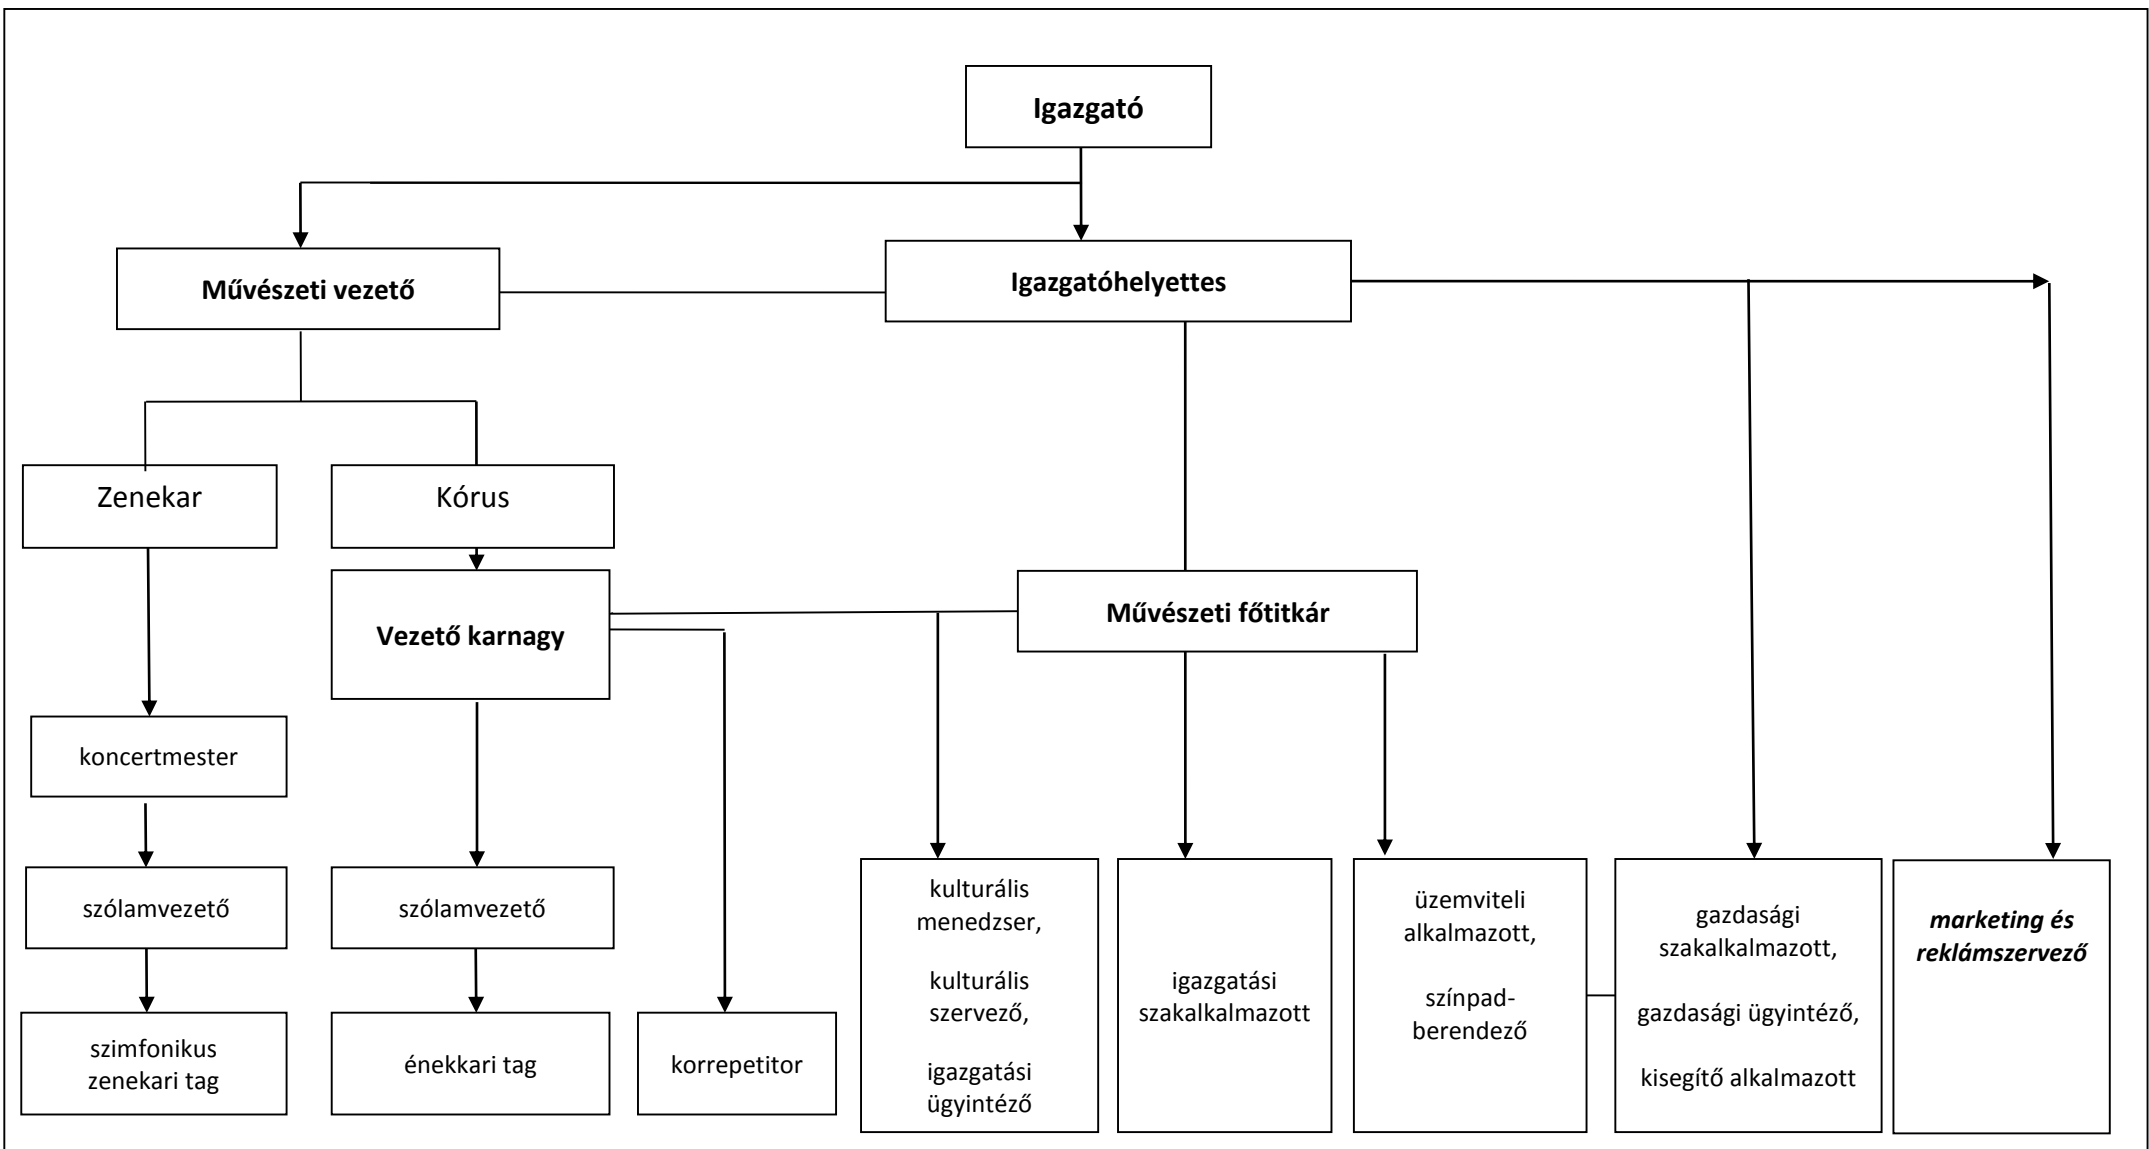 Igazgató
Művészeti vezető
Igazgatóhelyettes
Zenekar
Kórus
Vezető karnagy
Művészeti főtitkár
koncertmester
szólamvezető
szólamvezető
szimfonikus
zenekari tag
énekkari tag
korrepetitor
kulturális
menedzser,
kulturális
szervező,
igazgatási
ügyintéző
igazgatási
szakalkalmazott
üzemviteli
alkalmazott,
színpad-
berendező
gazdasági
szakalkalmazott,
gazdasági ügyintéző,
kisegítő alkalmazott
marketing és
reklámszervező